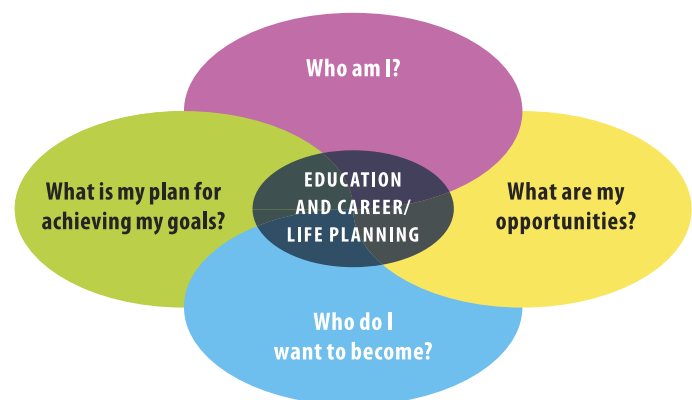 Who am I?
What is my plan for
achieving my goals?
EDUCATION
AND CAREER/
LIFE PLANNING
What are my
opportunities?
Who do I
want to become?